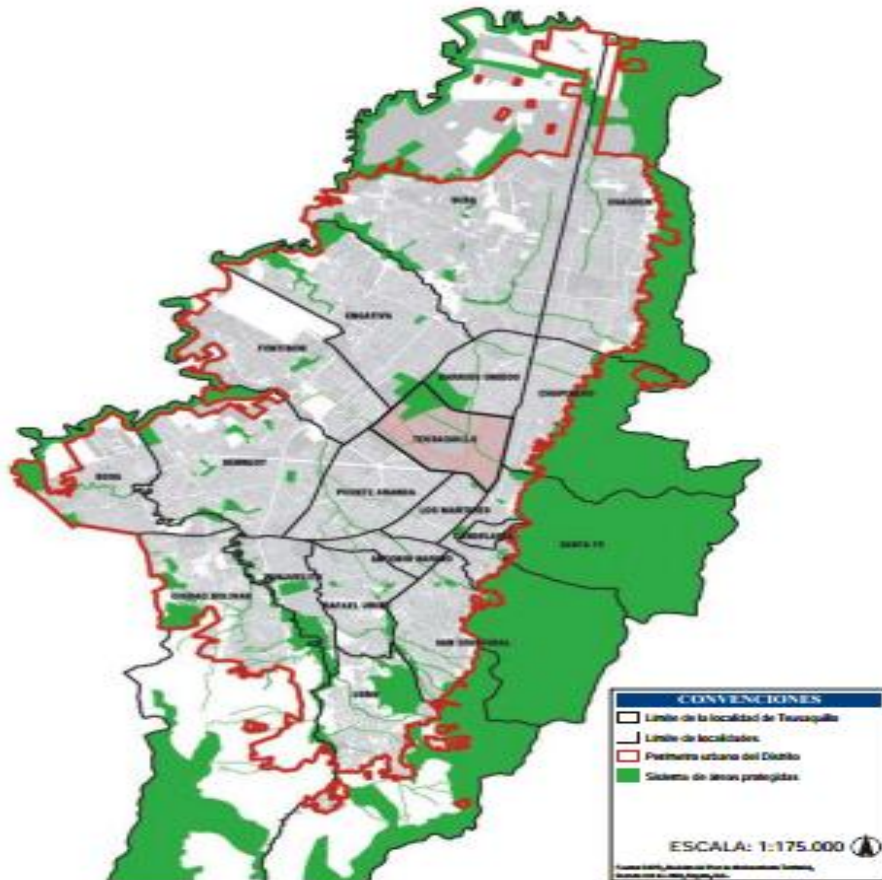 SUBA
USAQUEN
ENGATIVA
FONTIBON
BARRIOS UNIDOS
CHAPINERO
TEUSAQUILLO
KENNEDY
BOSA
PUENTE ARANDA
LOS MARTIRES
CANDELARIA
SANTA FE
ANTONIO NARIÑO
TUNJUELITO
CIUDAD BOLIVAR
RAFAEL URIBE
SAN CRISTOBAL
USME
CONVENCIONES
Límite de la localidad de Teusaquillo
Límite de localidades
Perímetro urbano del Distrito
Sistema de áreas protegidas
ESCALA: 1:175.000